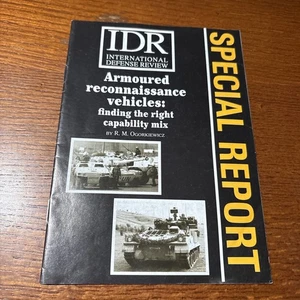 IDR
INTERNATIONAL
DEFENSE REVIEW
Armoured
reconnaissance
vehicles:
finding the right
capability mix
BY R. M. OGORKIEWICZ
SPECIAL REPORT